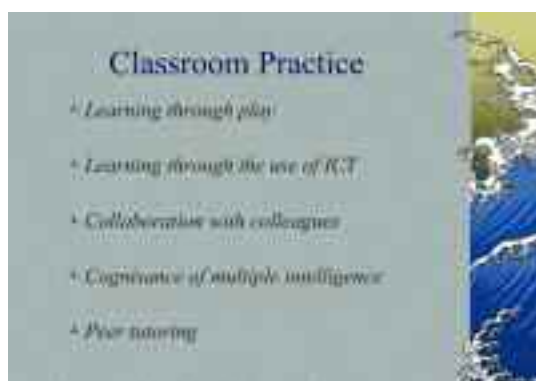 Classroom Practice
Learning through play
Learning through the use of ICT
Collaboration with colleagues
Cognisance of multiple intelligence
Peer tutoring